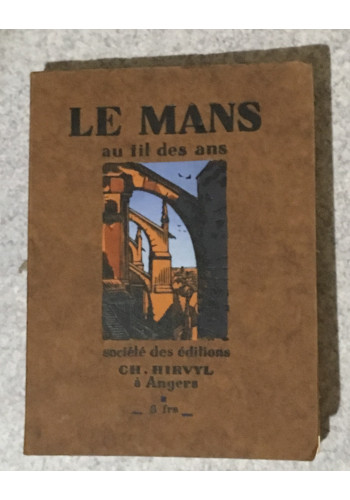 LE MANS
au fil des ans
société des éditions
CH. HIRVYL
à Angers
5 frs